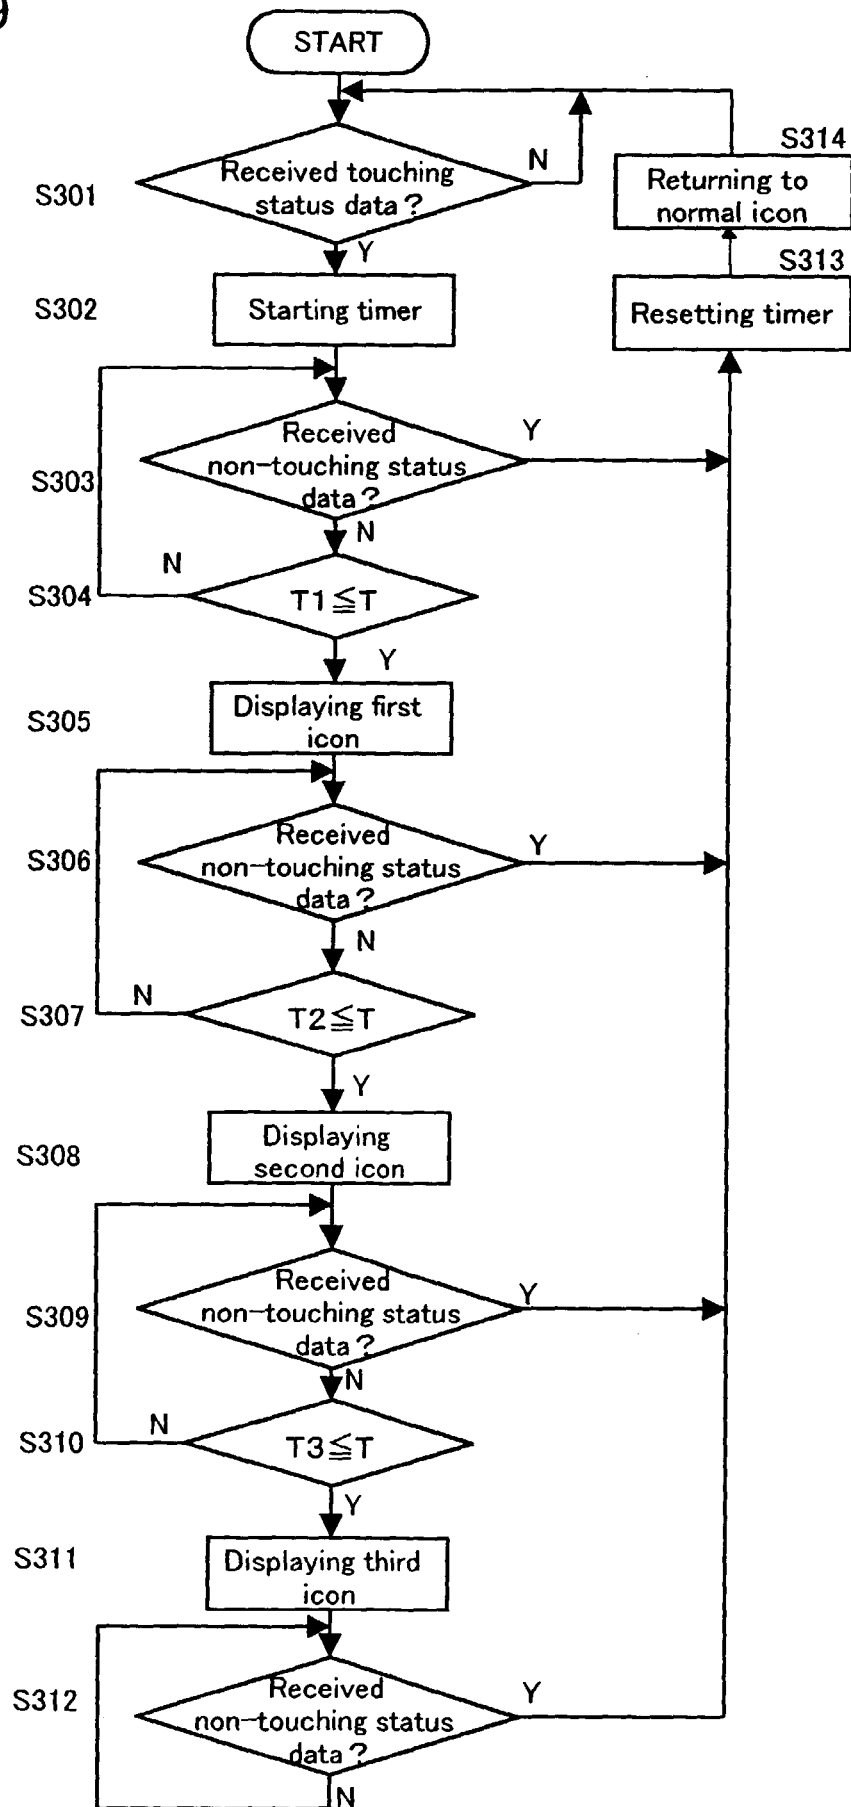 9
START
S301
Received touching
status data?
N
Y
S314
Returning to
normal icon
S313
Resetting timer
S302
Starting timer
S303
Received
non-touching status
data?
Y
N
S304
T1≦T
N
Y
S305
Displaying first
icon
S306
Received
non-touching status
data?
Y
N
S307
T2≦T
N
Y
S308
Displaying
second icon
S309
Received
non-touching status
data?
Y
N
S310
T3≦T
N
Y
S311
Displaying third
icon
S312
Received
non-touching status
data?
Y
N